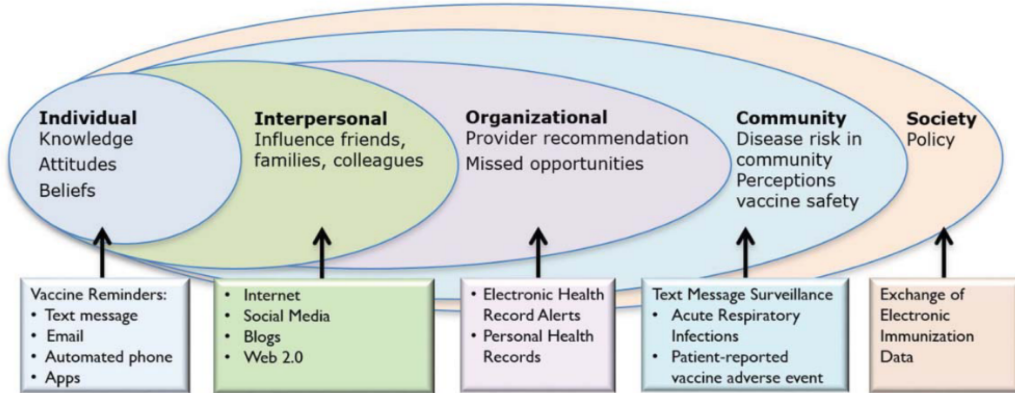 Individual
Knowledge
Attitudes
Beliefs
Interpersonal
Influence friends,
families, colleagues
Organizational
Provider recommendation
Missed opportunities
Community
Disease risk in
community
Perceptions
vaccine safety
Society
Policy
Vaccine Reminders:
• Text message
• Email
• Automated phone
• Apps
• Internet
• Social Media
• Blogs
• Web 2.0
• Electronic Health
Record Alerts
• Personal Health
Records
Text Message Surveillance
• Acute Respiratory
Infections
• Patient-reported
vaccine adverse event
Exchange of
Electronic
Immunization
Data